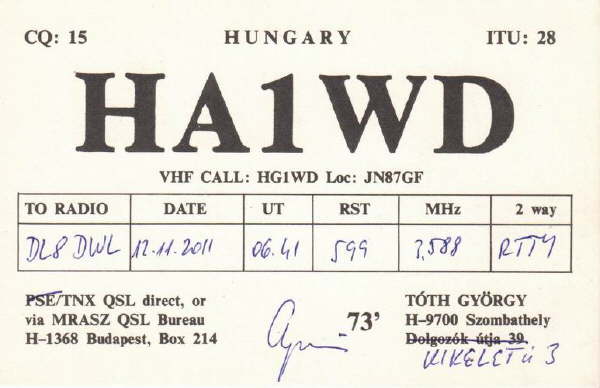 CQ: 15 HUNGARY ITU: 28
HA1WD
VHF CALL: HG1WD Loc: JN87GF
TO RADIO DATE UT RST MHz 2 way
DL8DWL 12.11.2011 06.41 599 3,588 RTTY
PSE/TNX QSL direct, or
via MRASZ QSL Bureau
H–1368 Budapest, Box 214
73'
TÓTH GYÖRGY
H–9700 Szombathely
Dolgozók útja 39.
KIKELET ú 3